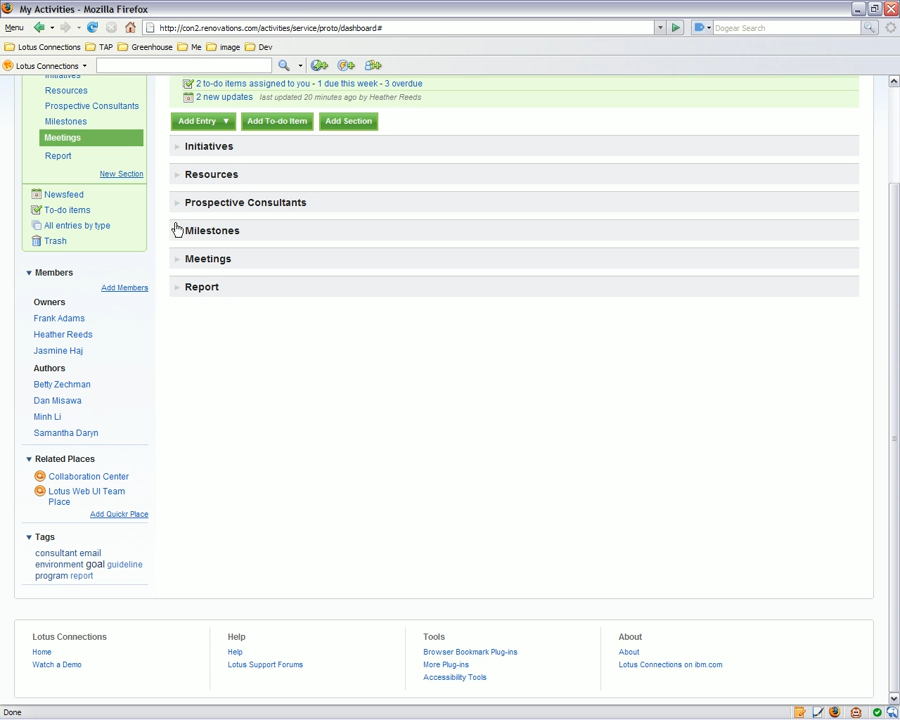 My Activities - Mozilla Firefox
Menu http://con2.renovations.com/activities/service/proto/dashboard# Dogear Search
Lotus Connections TAP Greenhouse Me image Dev
Lotus Connections
Initiatives
Resources
Prospective Consultants
Milestones
Meetings
Report
New Section
Newsfeed
To-do items
All entries by type
Trash
Members
Add Members
Owners
Frank Adams
Heather Reeds
Jasmine Haj
Authors
Betty Zechman
Dan Misawa
Minh Li
Samantha Daryn
Related Places
Collaboration Center
Lotus Web UI Team
Place
Add Quickr Place
Tags
consultant email
environment goal guideline
program report
2 to-do items assigned to you - 1 due this week - 3 overdue
2 new updates - last updated 20 minutes ago by Heather Reeds
Add Entry Add To-do Item Add Section
Initiatives
Resources
Prospective Consultants
Milestones
Meetings
Report
Lotus Connections
Home
Watch a Demo
Help
Help
Lotus Support Forums
Tools
Browser Bookmark Plug-ins
More Plug-ins
Accessibility Tools
About
About
Lotus Connections on ibm.com
Done